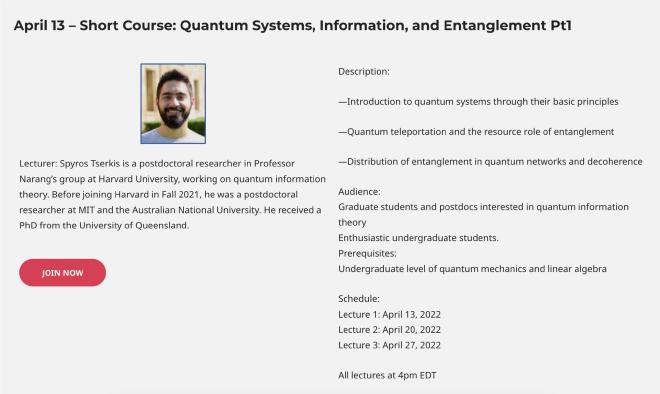 April 13 – Short Course: Quantum Systems, Information, and Entanglement Pt1
Lecturer: Spyros Tserkis is a postdoctoral researcher in Professor
Narang's group at Harvard University, working on quantum information
theory. Before joining Harvard in Fall 2021, he was a postdoctoral
researcher at MIT and the Australian National University. He received a
PhD from the University of Queensland.
JOIN NOW
Description:
—Introduction to quantum systems through their basic principles
—Quantum teleportation and the resource role of entanglement
—Distribution of entanglement in quantum networks and decoherence
Audience:
Graduate students and postdocs interested in quantum information
theory
Enthusiastic undergraduate students.
Prerequisites:
Undergraduate level of quantum mechanics and linear algebra
Schedule:
Lecture 1: April 13, 2022
Lecture 2: April 20, 2022
Lecture 3: April 27, 2022
All lectures at 4pm EDT